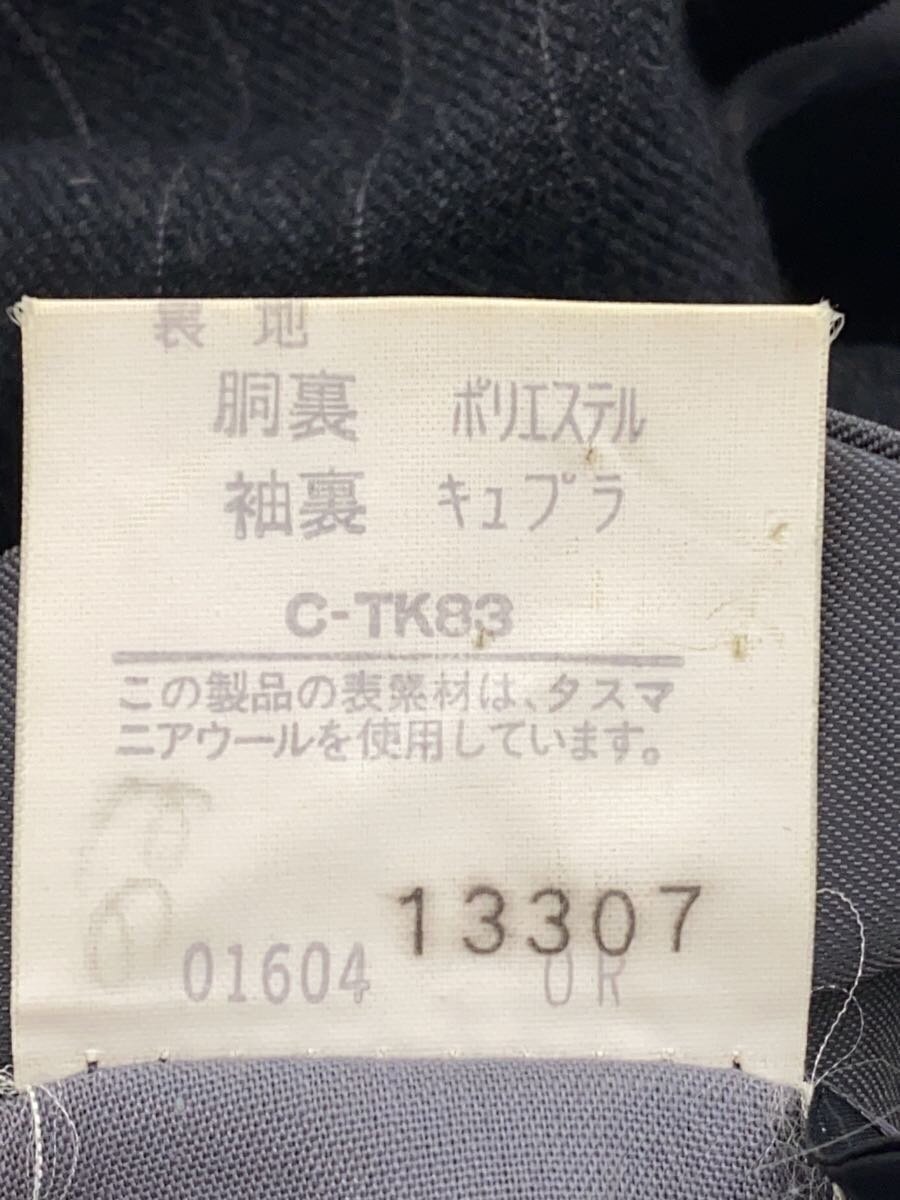 裏 地
胴裏 ポリエステル
袖裏 キュプラ
C-TK83
この製品の表素材は、タスマ
ニアウールを使用しています。
13307
01604 OR